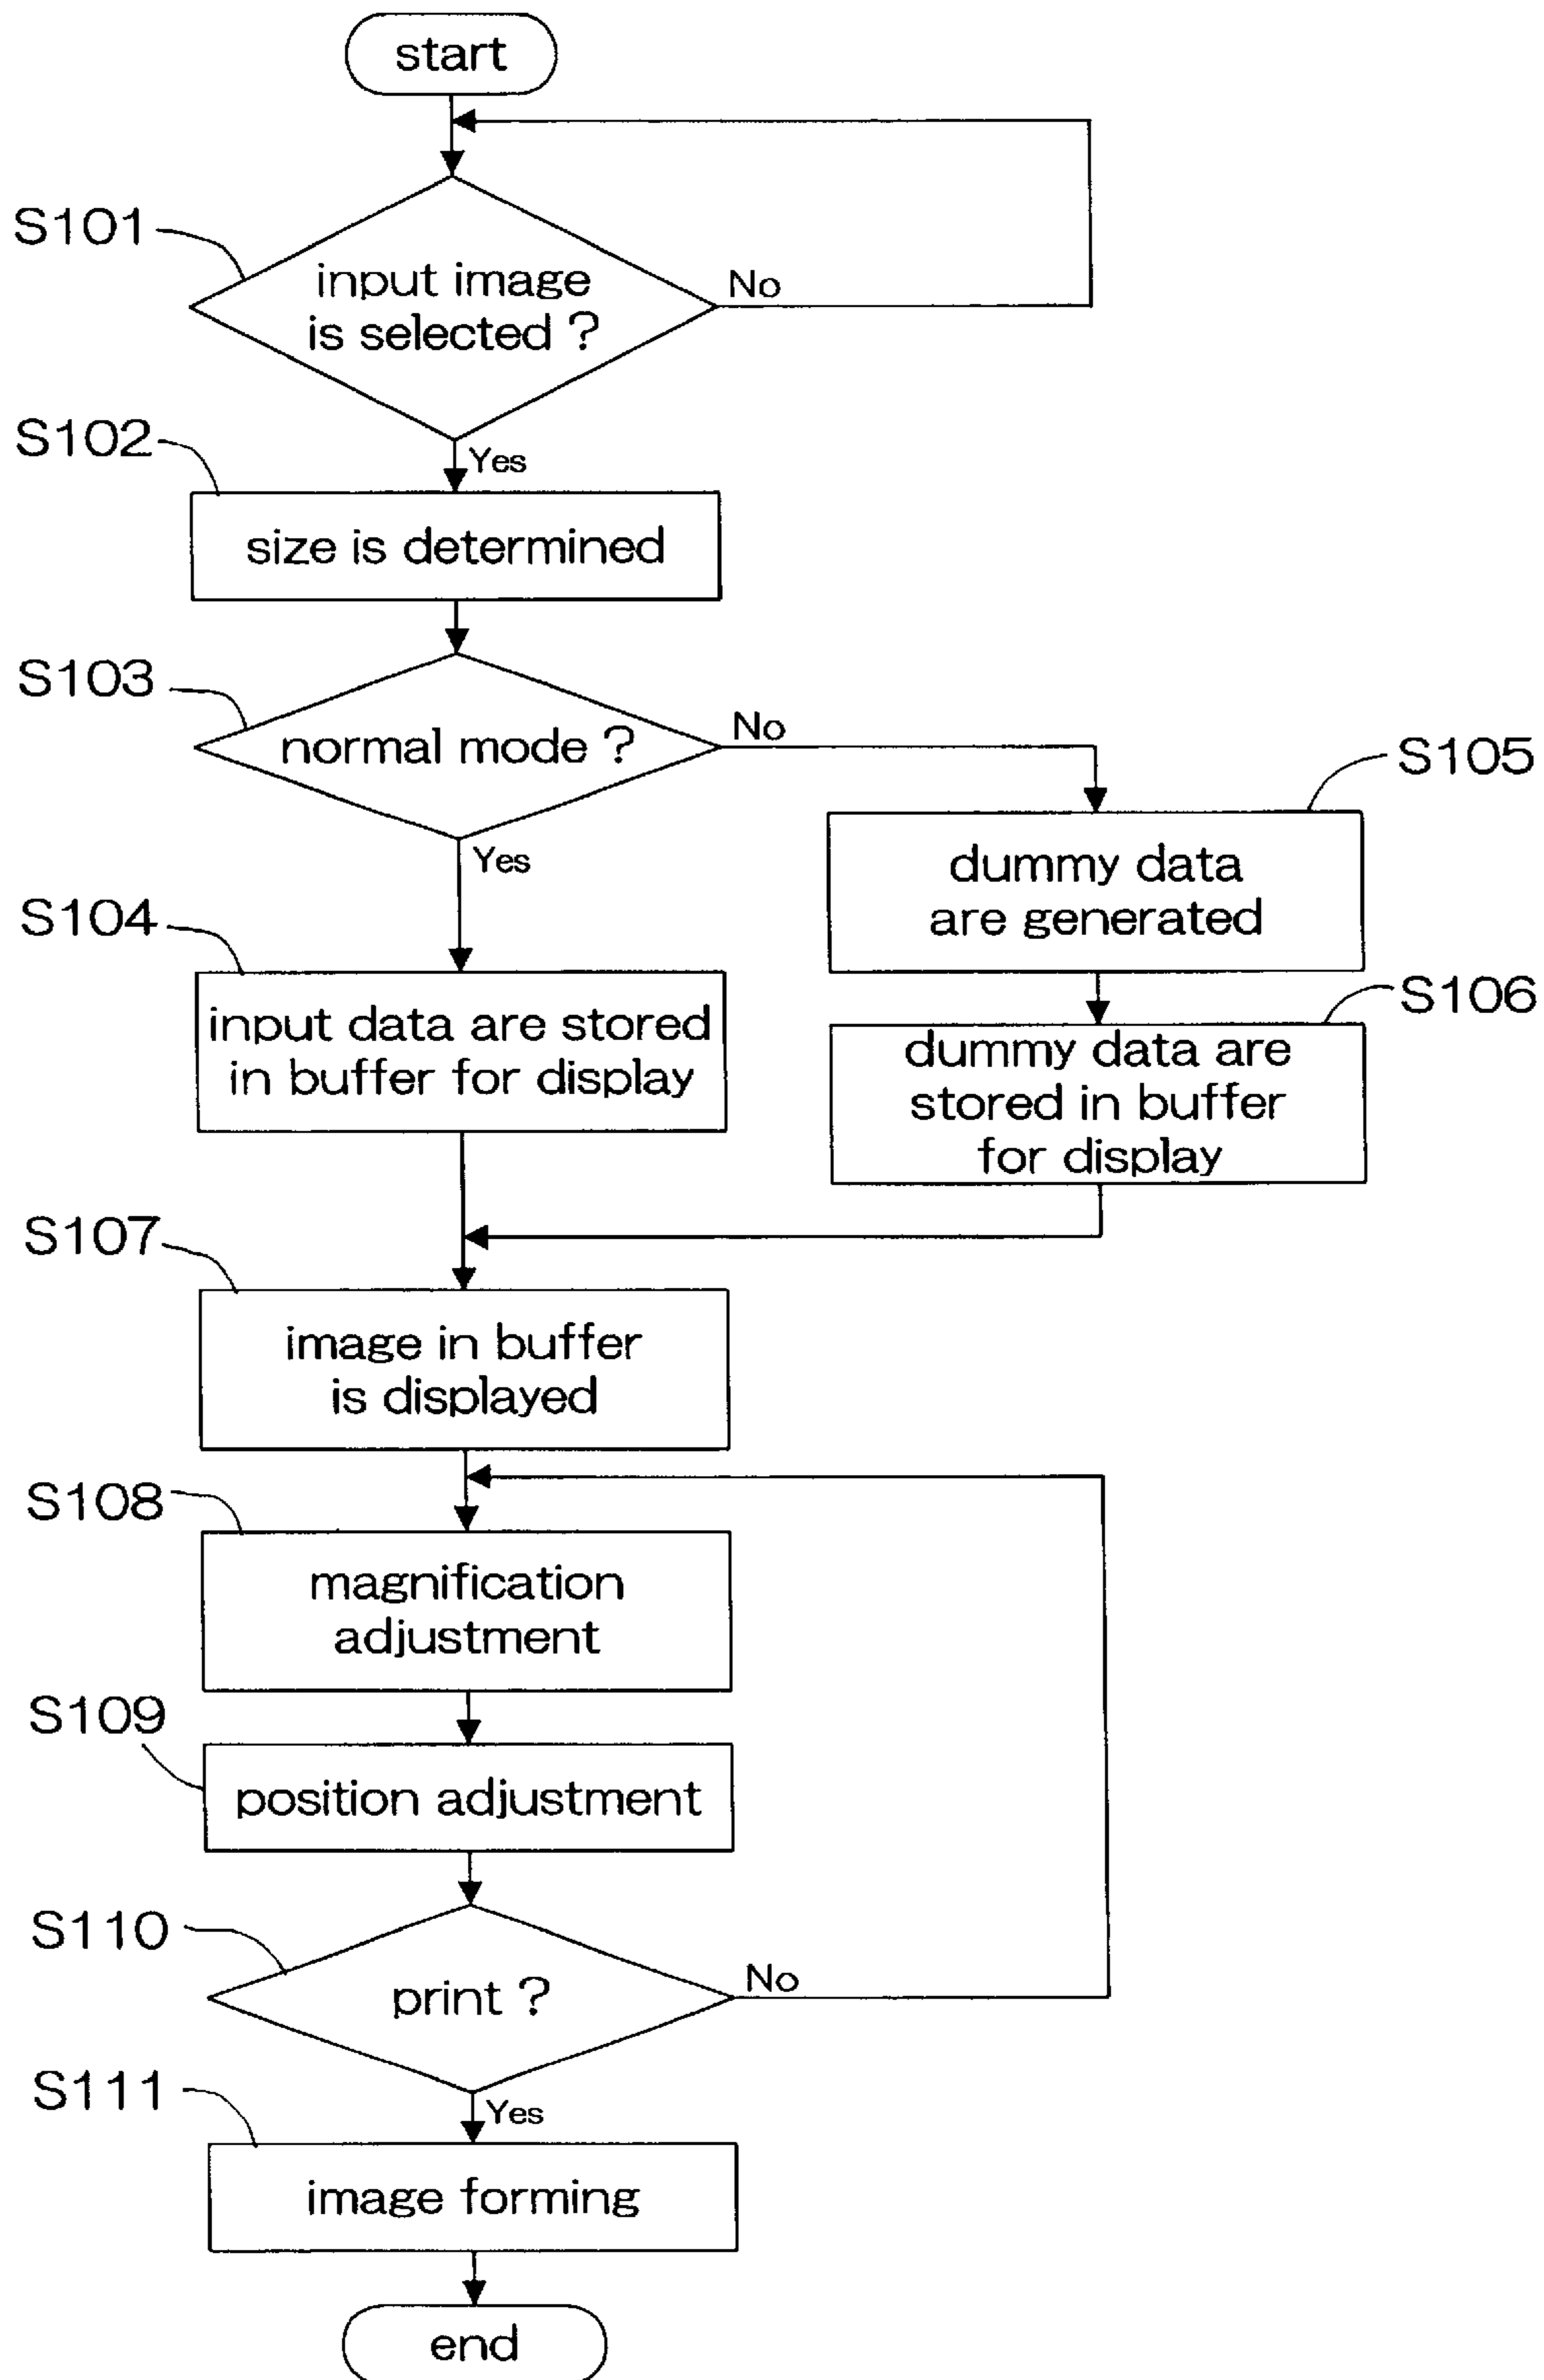 start
S101
input image
is selected ?
No
S102
Yes
size is determined
S103
normal mode ?
No
Yes
S105
dummy data
are generated
S104
input data are stored
in buffer for display
S106
dummy data are
stored in buffer
for display
S107
image in buffer
is displayed
S108
magnification
adjustment
S109
position adjustment
S110
print ?
No
S111
Yes
image forming
end